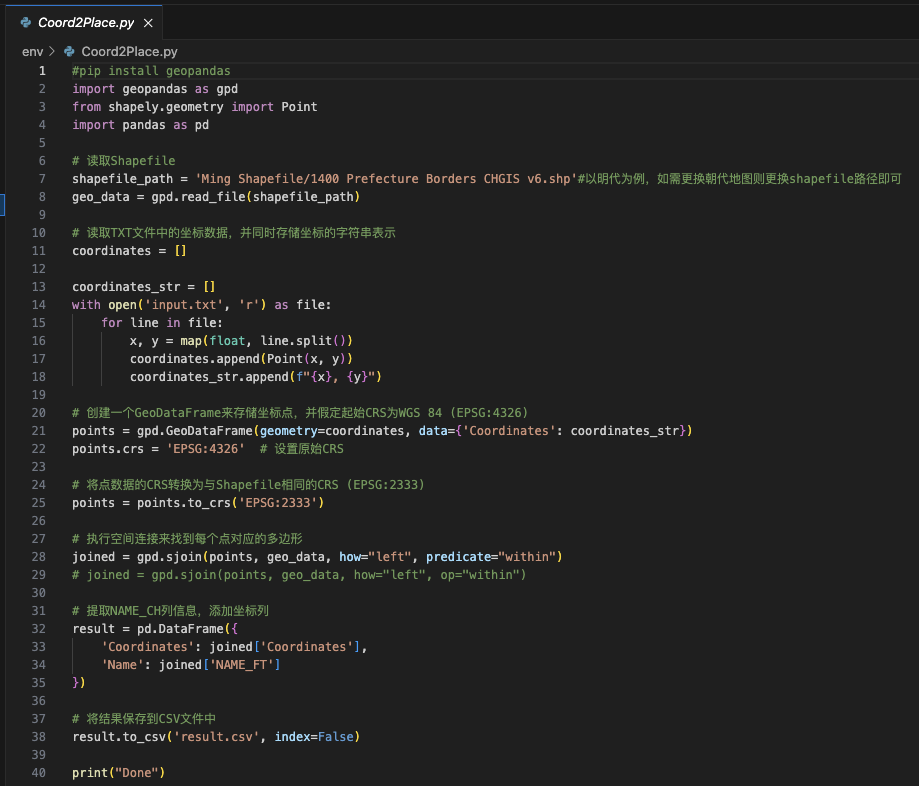 Coord2Place.py ×
env > Coord2Place.py
1 #pip install geopandas
2 import geopandas as gpd
3 from shapely.geometry import Point
4 import pandas as pd
5
6 # 读取Shapefile
7 shapefile_path = 'Ming Shapefile/1400 Prefecture Borders CHGIS v6.shp'#以明代为例，如需更换朝代地图则更换shapefile路径即可
8 geo_data = gpd.read_file(shapefile_path)
9
10 # 读取TXT文件中的坐标数据，并同时存储坐标的字符串表示
11 coordinates = []
12
13 coordinates_str = []
14 with open('input.txt', 'r') as file:
15     for line in file:
16         x, y = map(float, line.split())
17         coordinates.append(Point(x, y))
18         coordinates_str.append(f"{x}, {y}")
19
20 # 创建一个GeoDataFrame来存储坐标点，并假定起始CRS为WGS 84 (EPSG:4326)
21 points = gpd.GeoDataFrame(geometry=coordinates, data={'Coordinates': coordinates_str})
22 points.crs = 'EPSG:4326'  # 设置原始CRS
23
24 # 将点数据的CRS转换为与Shapefile相同的CRS (EPSG:2333)
25 points = points.to_crs('EPSG:2333')
26
27 # 执行空间连接来找到每个点对应的多边形
28 joined = gpd.sjoin(points, geo_data, how="left", predicate="within")
29 # joined = gpd.sjoin(points, geo_data, how="left", op="within")
30
31 # 提取NAME_CH列信息，添加坐标列
32 result = pd.DataFrame({
33     'Coordinates': joined['Coordinates'],
34     'Name': joined['NAME_FT']
35 })
36
37 # 将结果保存到CSV文件中
38 result.to_csv('result.csv', index=False)
39
40 print("Done")